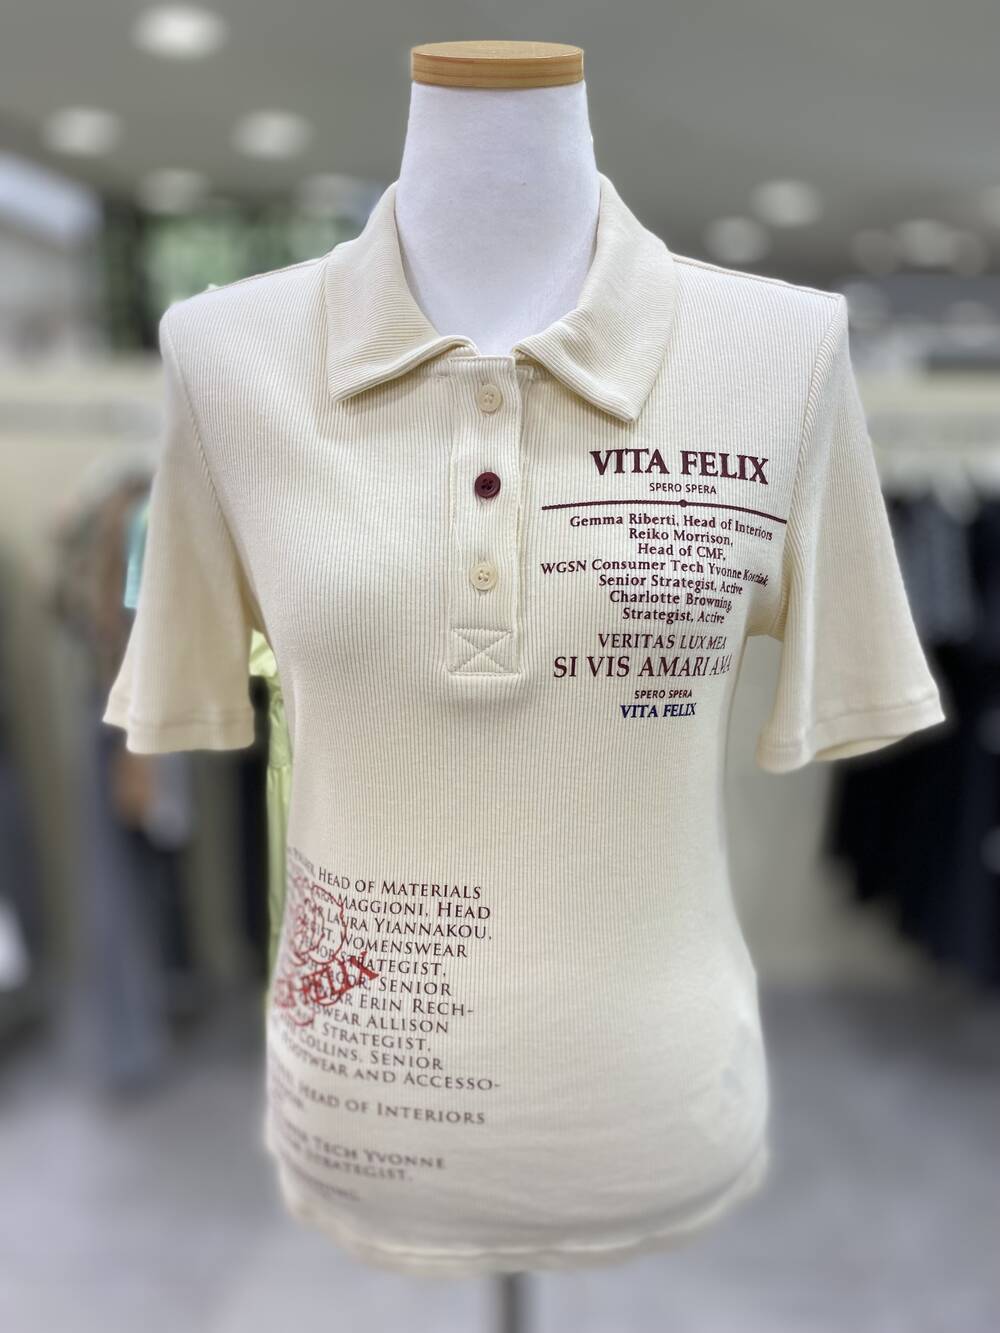 VITA FELIX
SPERO SPERA
Gemma Riberti, Head of Interiors
Reiko Morrison,
Head of CMF,
WGSN Consumer Tech Yvonne
Senior Strategist, Active
Charlotte Browning,
Strategist, Active
VERITAS LUX MEA
SI VIS AMARI AMA
SPERO SPERA
VITA FELIX
HEAD OF MATERIALS
MAGGIONI, HEAD
LAURA YIANNAKOU,
WOMENSWEAR
STRATEGIST,
SENIOR
ERIN RECH-
ALLISON
STRATEGIST,
COLLINS, SENIOR
FOOTWEAR AND ACCESSO-
HEAD OF INTERIORS
TECH YVONNE
STRATEGIST,
FELIX